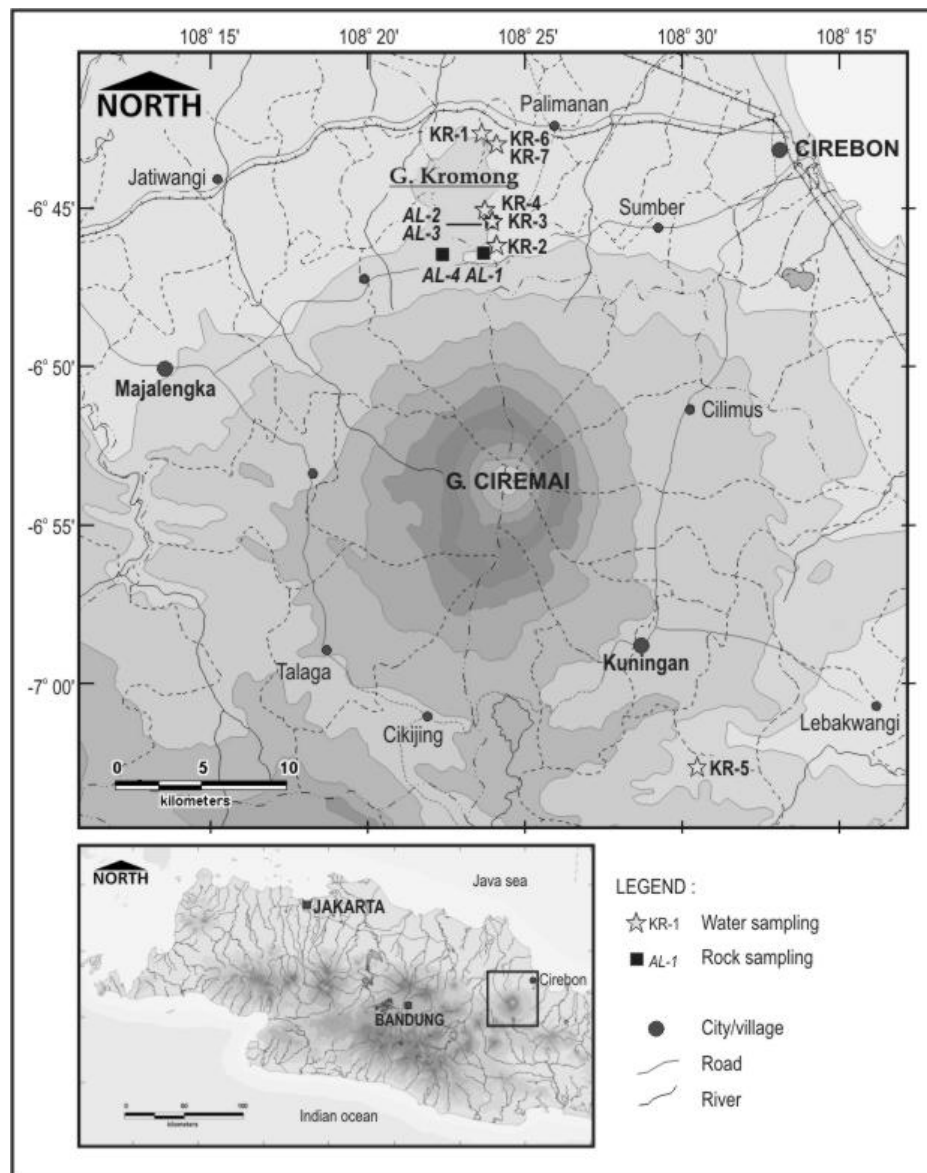 108° 15'
108° 20'
108° 25'
108° 30'
108° 15'
NORTH
Palimanan
KR-1
KR-6
KR-7
CIREBON
Jatiwangi
G. Kromong
-6° 45'
KR-4
AL-2
KR-3
AL-3
Sumber
KR-2
AL-4 AL-1
-6° 50'
Majalengka
Cilimus
G. CIREMAI
-6° 55'
Kuningan
Talaga
-7° 00'
Lebakwangi
Cikijing
KR-5
0 5 10
kilometers
NORTH
Java sea
JAKARTA
Cirebon
BANDUNG
Indian ocean
kilometers
LEGEND :
KR-1 Water sampling
AL-1 Rock sampling
City/village
Road
River